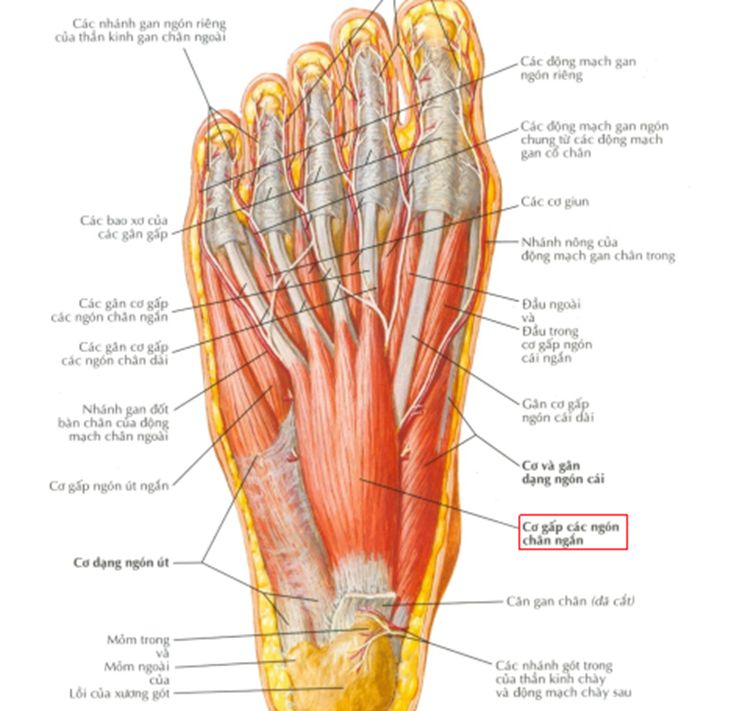 Các nhánh gan ngón riêng
của thần kinh gan chân ngoài
Các bao xơ của
các gân gấp
Các gân cơ gấp
các ngón chân ngắn
Các gân cơ gấp
các ngón chân dài
Nhánh gan đốt
bàn chân của động
mạch chân ngoài
Cơ gấp ngón út ngắn
Cơ dạng ngón út
Mỏm trong
và
Mỏm ngoài
của
Lồi của xương gót
Các động mạch gan
ngón riêng
Các động mạch gan ngón
chung từ các động mạch
gan cổ chân
Các cơ giun
Nhánh nông của
động mạch gan chân trong
Đầu ngoài
và
Đầu trong
cơ gấp ngón
cái ngắn
Gân cơ gấp
ngón cái dài
Cơ và gân
dạng ngón cái
Cơ gấp các ngón
chân ngắn
Cân gan chân (đã cắt)
Các nhánh gót trong
của thần kinh chày
và động mạch chày sau